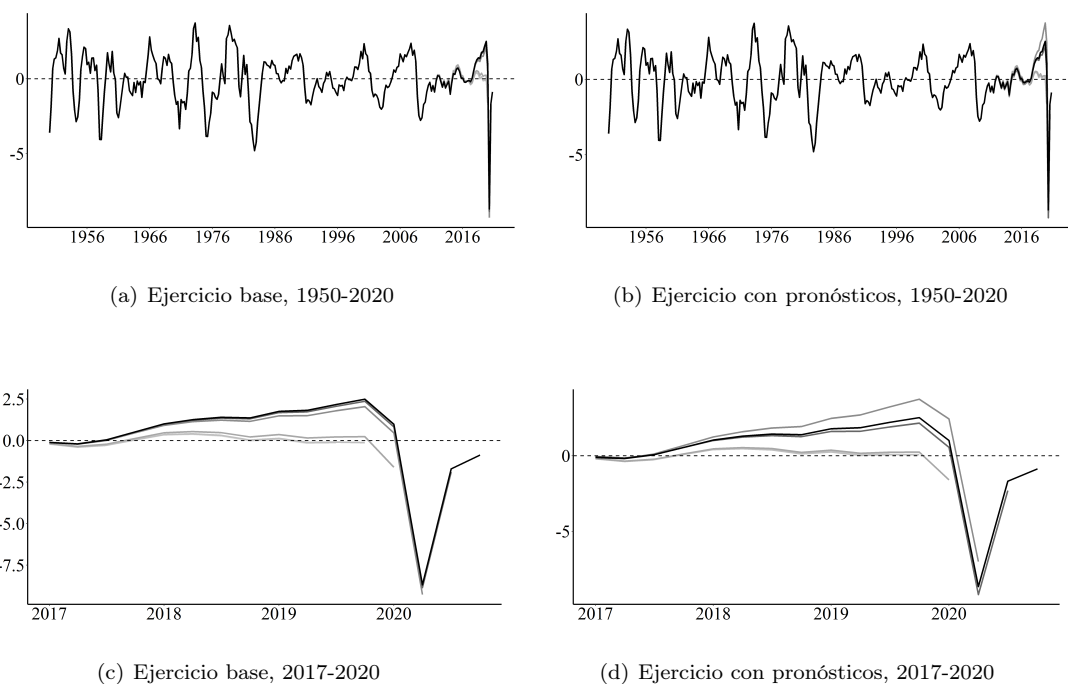 0
-5
1956 1966 1976 1986 1996 2006 2016
(a) Ejercicio base, 1950-2020
0
-5
1956 1966 1976 1986 1996 2006 2016
(b) Ejercicio con pronósticos, 1950-2020
2.5
0.0
-2.5
-5.0
-7.5
2017 2018 2019 2020
(c) Ejercicio base, 2017-2020
0
-5
2017 2018 2019 2020
(d) Ejercicio con pronósticos, 2017-2020